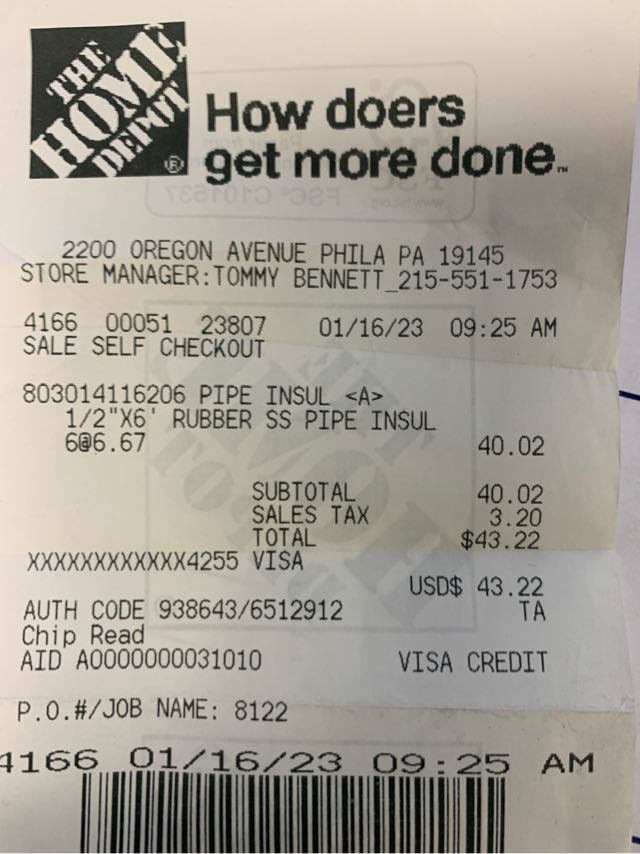 THE
HOME
DEPOT
®
How doers
get more done.™
2200 OREGON AVENUE PHILA PA 19145
STORE MANAGER:TOMMY BENNETT_215-551-1753
4166 00051 23807 01/16/23 09:25 AM
SALE SELF CHECKOUT
803014116206 PIPE INSUL <A>
1/2"X6' RUBBER SS PIPE INSUL
6@6.67 40.02
SUBTOTAL 40.02
SALES TAX 3.20
TOTAL $43.22
XXXXXXXXXXXX4255 VISA
USD$ 43.22
AUTH CODE 938643/6512912 TA
Chip Read
AID A0000000031010 VISA CREDIT
P.O.#/JOB NAME: 8122
4166 01/16/23 09:25 AM